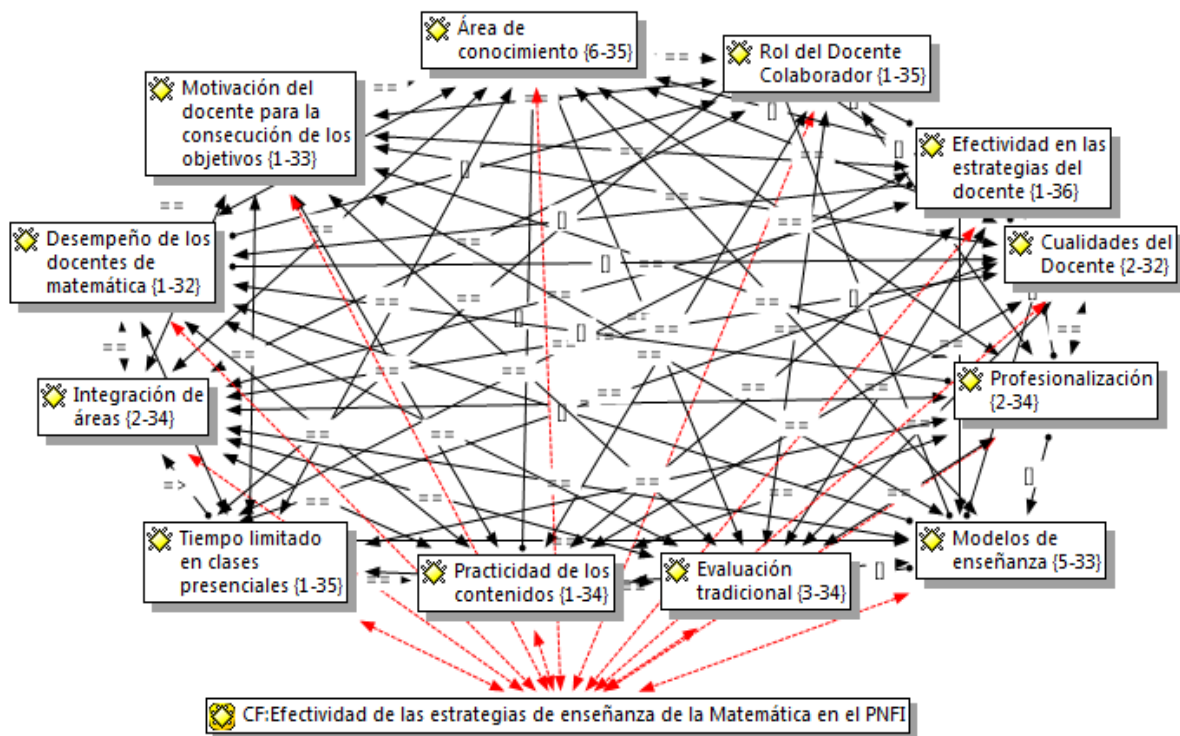 Área de
conocimiento {6-35}
Rol del Docente
Colaborador {1-35}
Motivación del
docente para la
consecución de los
objetivos {1-33}
Efectividad en las
estrategias del
docente {1-36}
Desempeño de los
docentes de
matemática {1-32}
Cualidades del
Docente {2-32}
Integración de
áreas {2-34}
Profesionalización
{2-34}
=>
Tiempo limitado
en clases
presenciales {1-35}
Practicidad de los
contenidos {1-34}
Evaluación
tradicional {3-34}
Modelos de
enseñanza {5-33}
CF:Efectividad de las estrategias de enseñanza de la Matemática en el PNFI